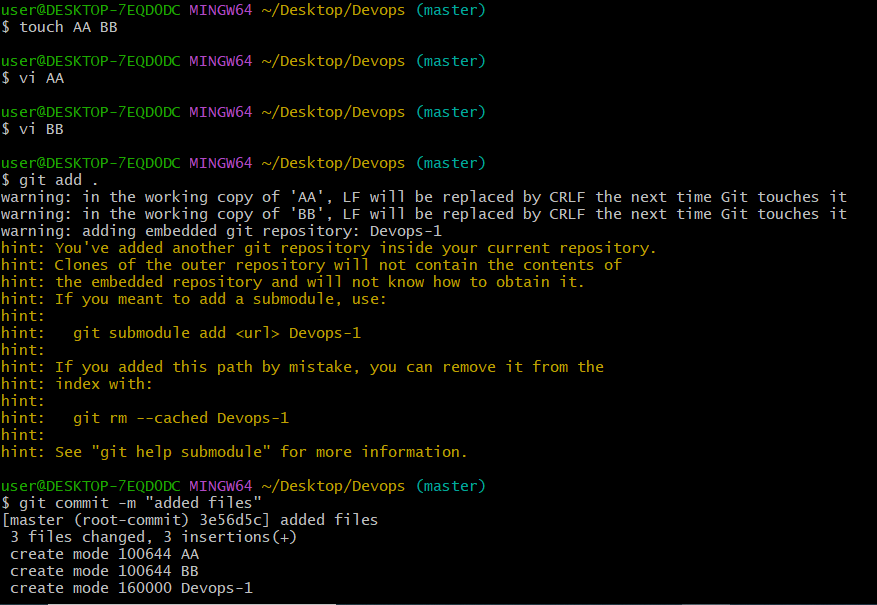 user@DESKTOP-7EQD0DC MINGW64 ~/Desktop/Devops (master)
$ touch AA BB
user@DESKTOP-7EQD0DC MINGW64 ~/Desktop/Devops (master)
$ vi AA
user@DESKTOP-7EQD0DC MINGW64 ~/Desktop/Devops (master)
$ vi BB
user@DESKTOP-7EQD0DC MINGW64 ~/Desktop/Devops (master)
$ git add .
warning: in the working copy of 'AA', LF will be replaced by CRLF the next time Git touches it
warning: in the working copy of 'BB', LF will be replaced by CRLF the next time Git touches it
warning: adding embedded git repository: Devops-1
hint: You've added another git repository inside your current repository.
hint: Clones of the outer repository will not contain the contents of
hint: the embedded repository and will not know how to obtain it.
hint: If you meant to add a submodule, use:
hint:
hint:   git submodule add <url> Devops-1
hint:
hint: If you added this path by mistake, you can remove it from the
hint: index with:
hint:
hint:   git rm --cached Devops-1
hint:
hint: See "git help submodule" for more information.
user@DESKTOP-7EQD0DC MINGW64 ~/Desktop/Devops (master)
$ git commit -m "added files"
[master (root-commit) 3e56d5c] added files
 3 files changed, 3 insertions(+)
 create mode 100644 AA
 create mode 100644 BB
 create mode 160000 Devops-1